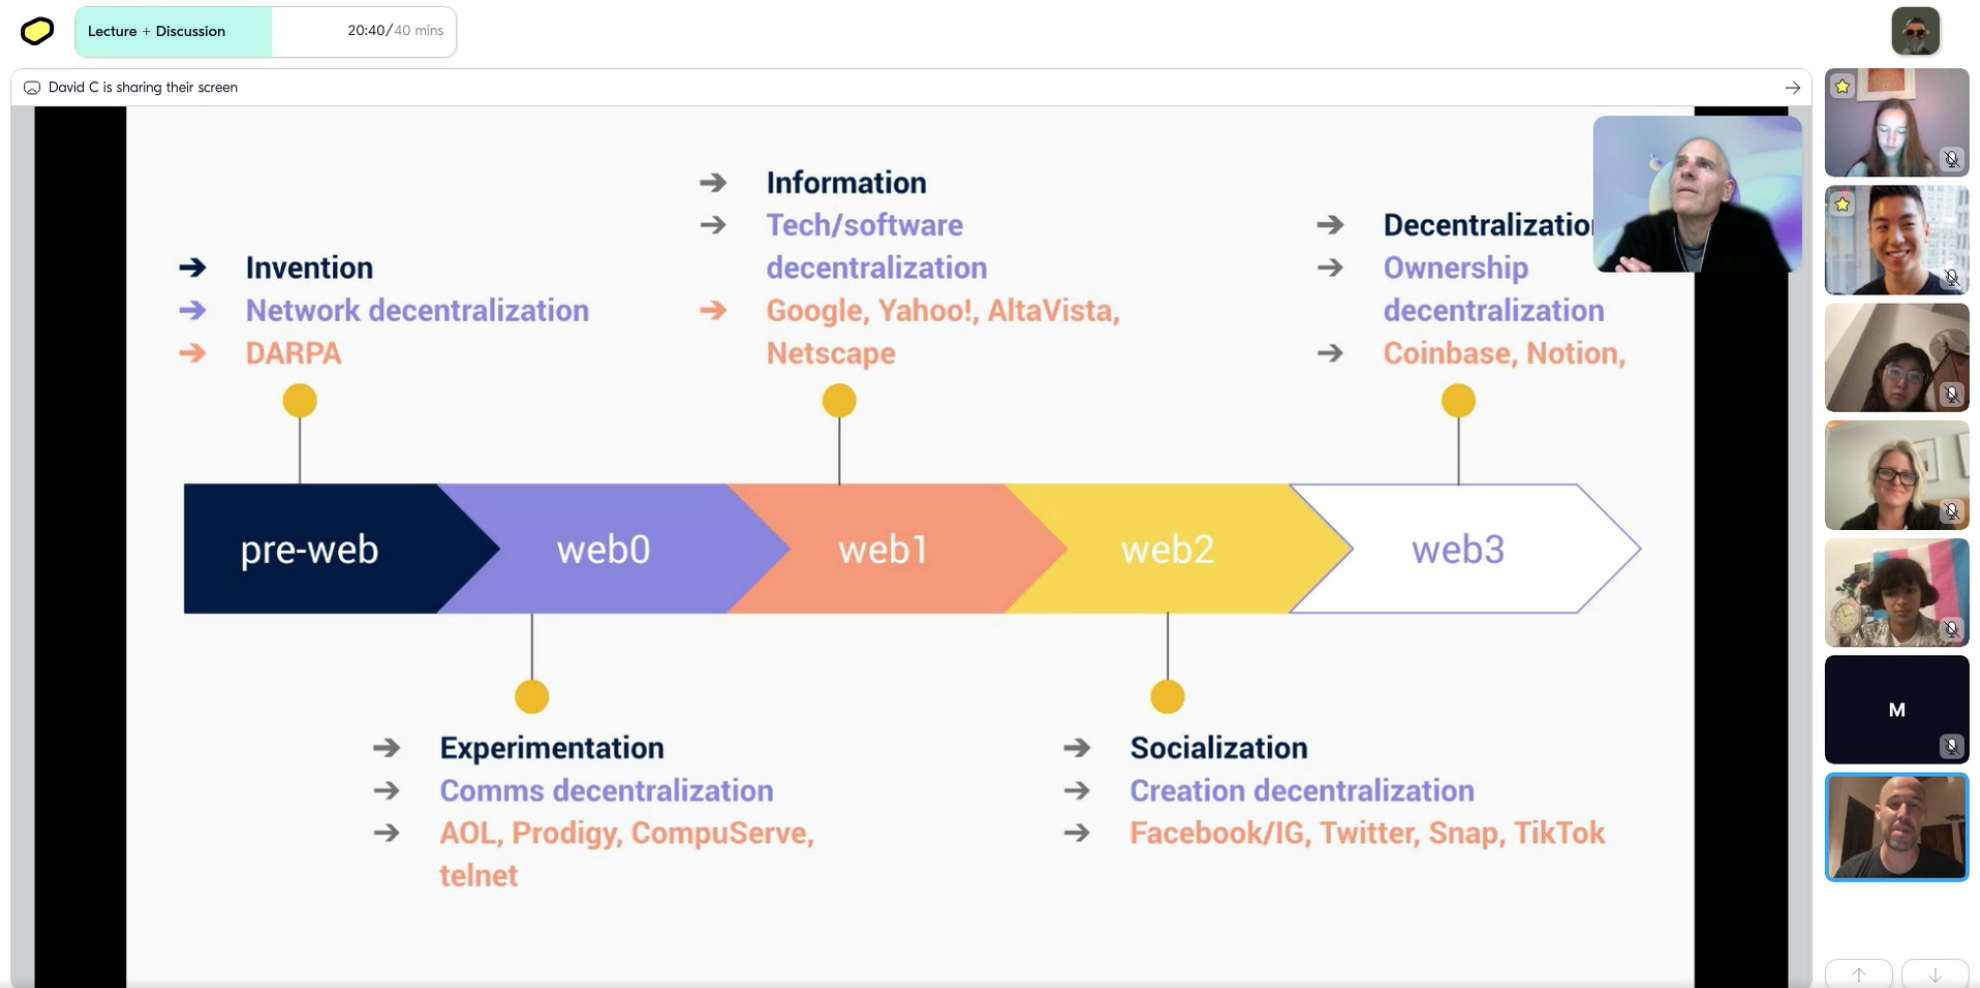 Lecture + Discussion
20:40/40 mins
David C is sharing their screen
Invention
Network decentralization
DARPA
Information
Tech/software
decentralization
Google, Yahoo!, AltaVista,
Netscape
Ownership
decentralization
Coinbase, Notion,
pre-web
web0
web1
web2
web3
Experimentation
Comms decentralization
AOL, Prodigy, CompuServe,
telnet
Socialization
Creation decentralization
Facebook/IG, Twitter, Snap, TikTok
M